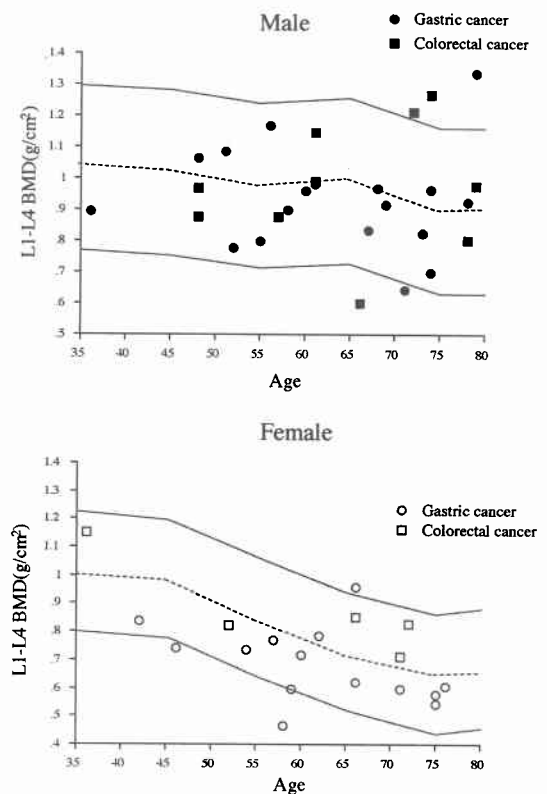 Male
Gastric cancer
Colorectal cancer
L1-L4 BMD(g/cm²)
1.4
1.3
1.2
1.1
1
.9
.8
.7
.6
.5
35 40 45 50 55 60 65 70 75 80
Age
Female
Gastric cancer
Colorectal cancer
L1-L4 BMD(g/cm²)
1.4
1.3
1.2
1.1
1
.9
.8
.7
.6
.5
.4
35 40 45 50 55 60 65 70 75 80
Age